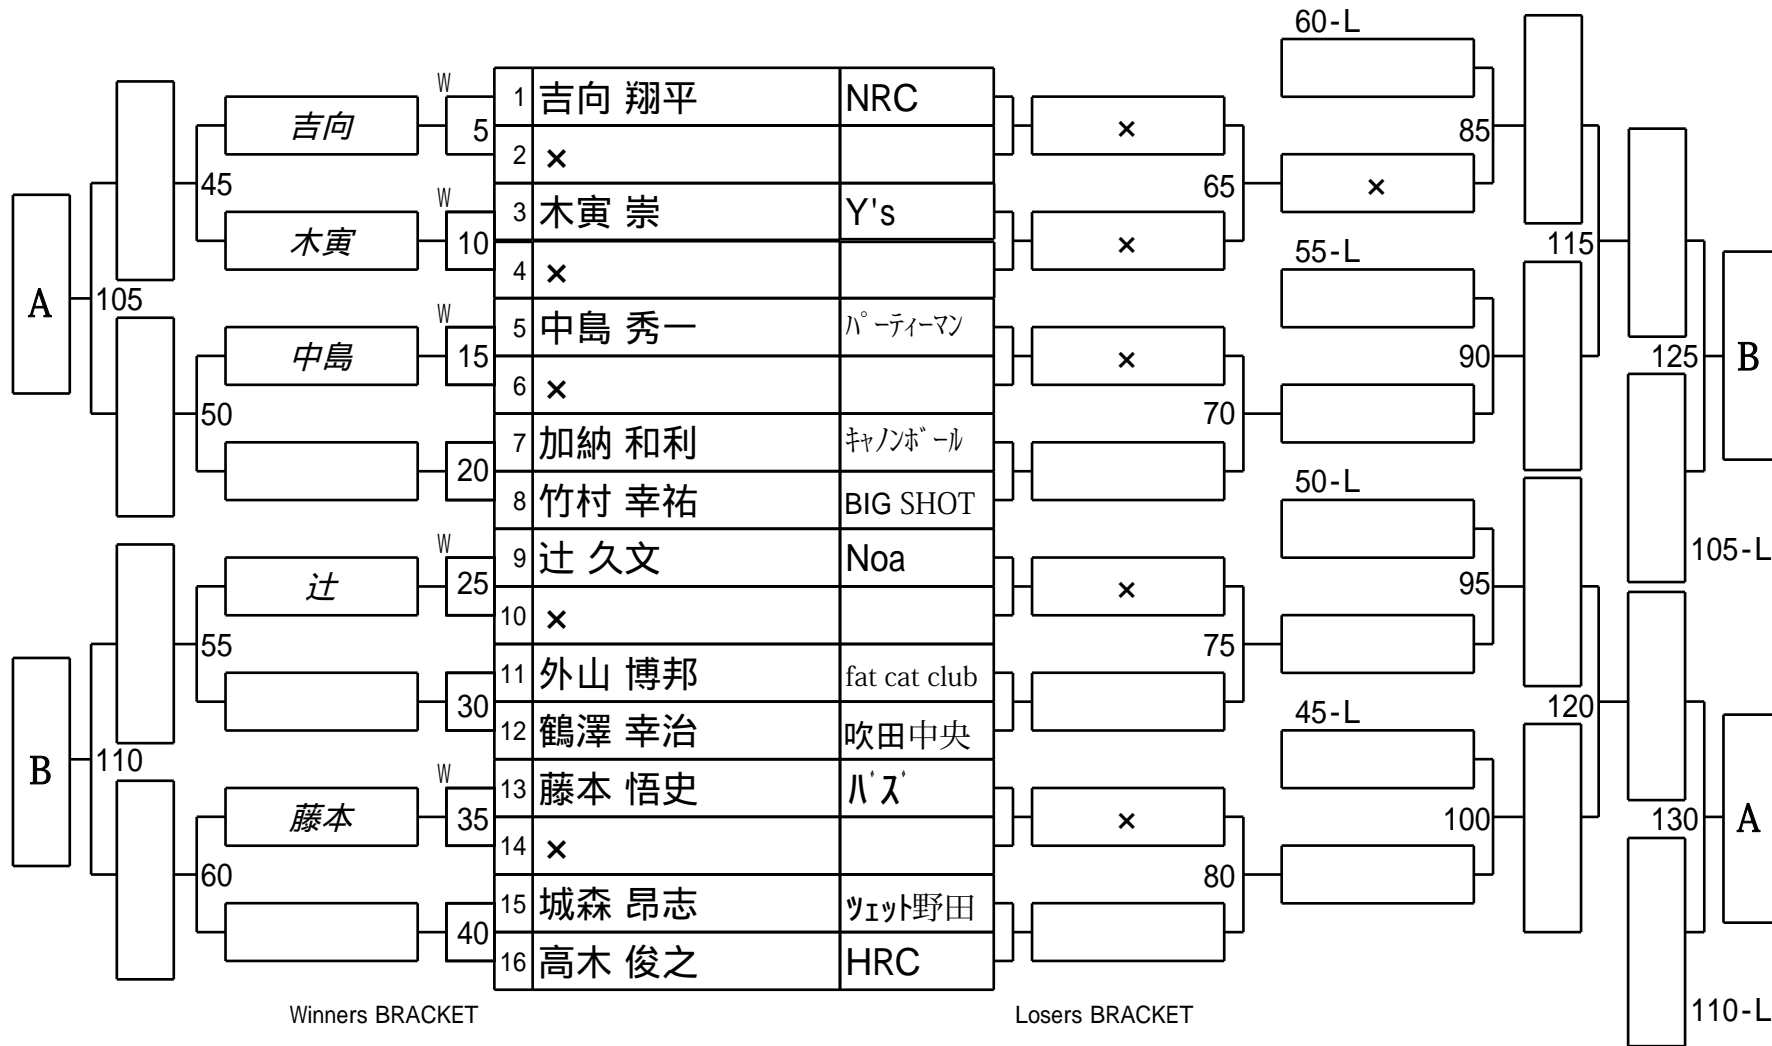 60-L
W
1 吉向 翔平 NRC
吉向
5
×
85
2 ×
45
W
65
×
3 木寅 崇 Y's
木寅
10
×
115
4 ×
55-L
A
105
W
5 中島 秀一 パーティーマン
中島
15
×
90
125
B
6 ×
50
70
7 加納 和利 キャノンボール
20
8 竹村 幸祐 BIG SHOT
50-L
W
9 辻 久文 Noa
105-L
辻
25
×
95
10 ×
55
75
11 外山 博邦 fat cat club
30
120
45-L
12 鶴澤 幸治 吹田中央
B
110
W
13 藤本 悟史 バズ
藤本
35
×
100
130
A
14 ×
60
80
15 城森 昂志 ツェット野田
40
16 高木 俊之 HRC
Winners BRACKET
Losers BRACKET
110-L